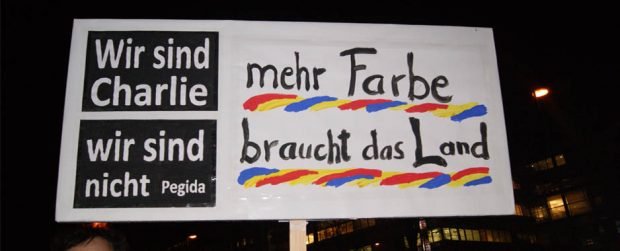 Wir sind
Charlie
wir sind
nicht Pegida
mehr Farbe
braucht das Land